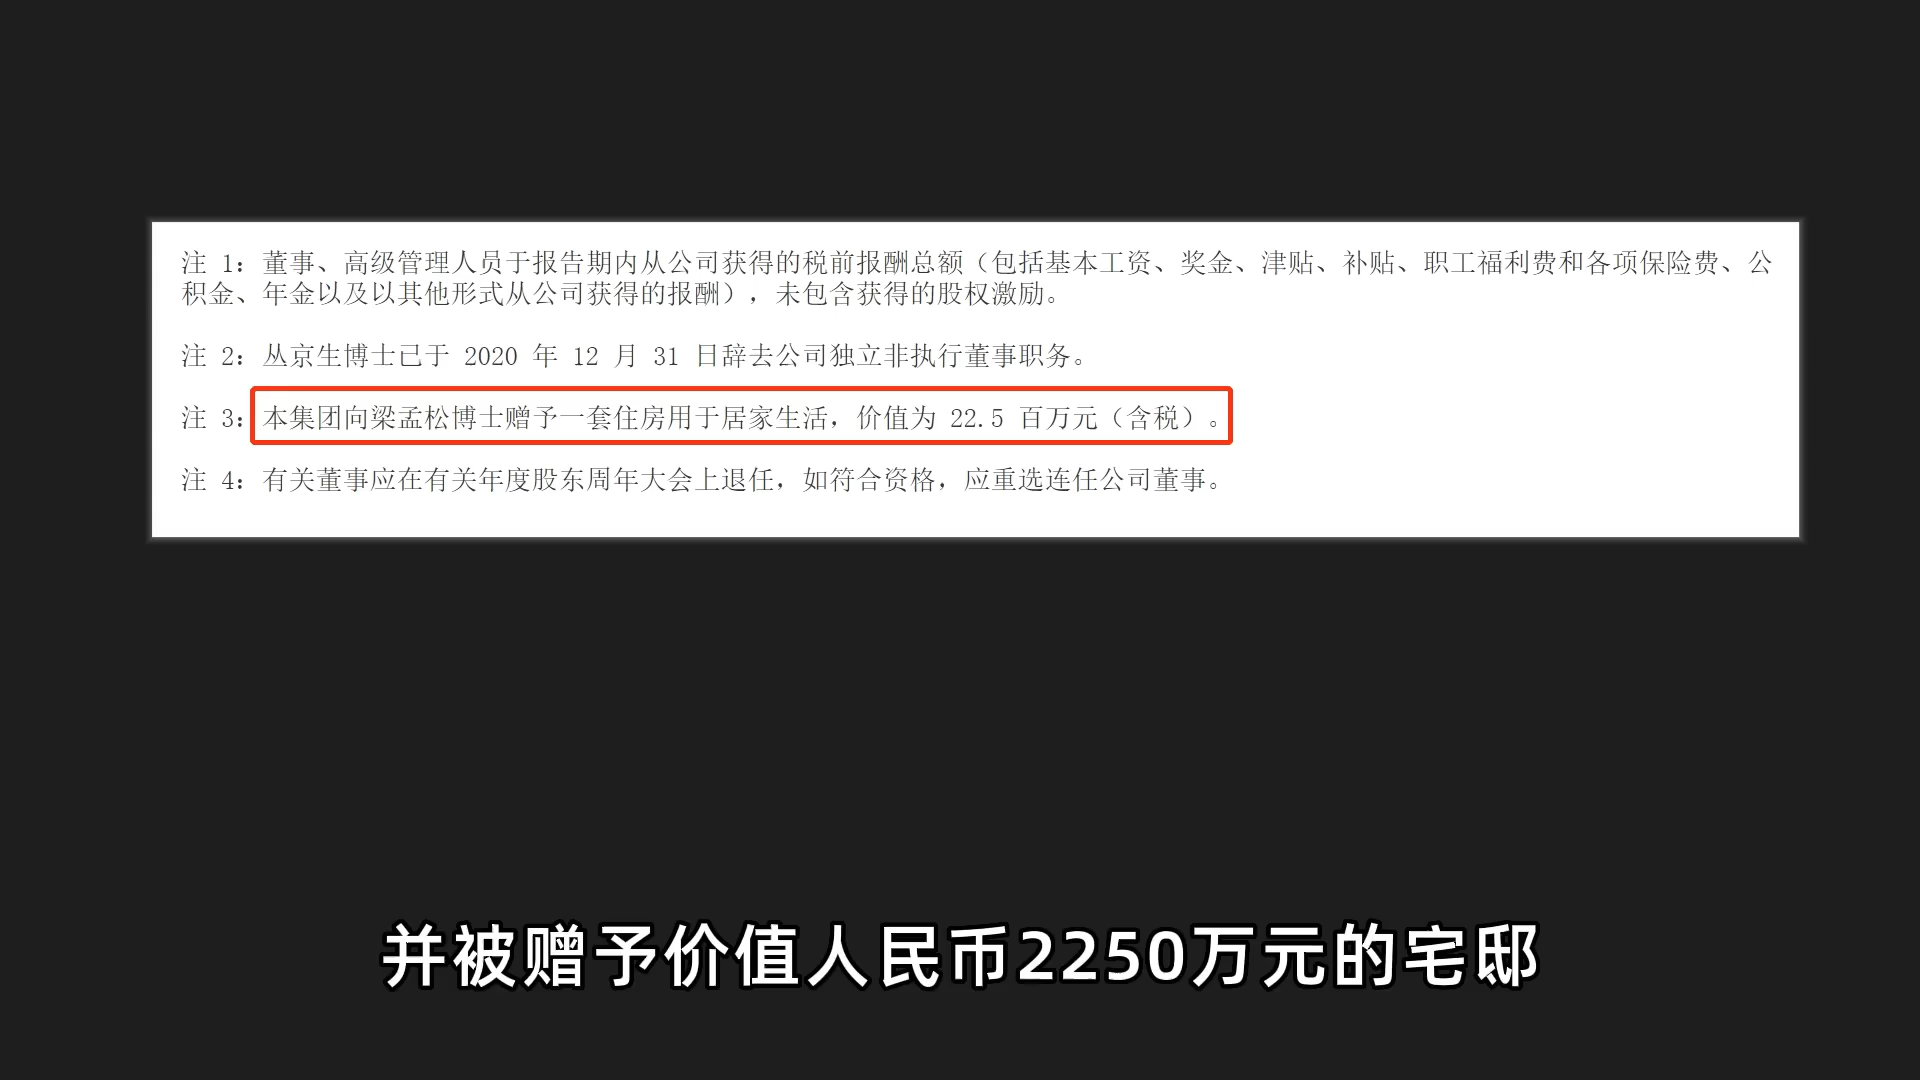 注 1：董事、高级管理人员于报告期内从公司获得的税前报酬总额（包括基本工资、奖金、津贴、补贴、职工福利费和各项保险费、公
积金、年金以及以其他形式从公司获得的报酬），未包含获得的股权激励。
注 2：丛京生博士已于 2020 年 12 月 31 日辞去公司独立非执行董事职务。
注 3：本集团向梁孟松博士赠予一套住房用于居家生活，价值为 22.5 百万元（含税）。
注 4：有关董事应在有关年度股东周年大会上退任，如符合资格，应重选连任公司董事。
并被赠予价值人民币2250万元的宅邸